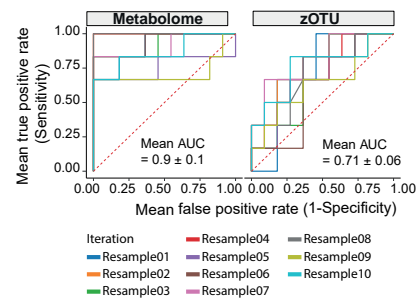 Metabolome
zOTU
Mean true positive rate
(Sensitivity)
1.00
0.75
0.50
0.25
0.00
Mean AUC
= 0.9 ± 0.1
Mean AUC
= 0.71 ± 0.06
0.00 0.25 0.50 0.75 1.00
0.00 0.25 0.50 0.75 1.00
Mean false positive rate (1-Specificity)
Iteration
Resample01
Resample02
Resample03
Resample04
Resample05
Resample06
Resample07
Resample08
Resample09
Resample10